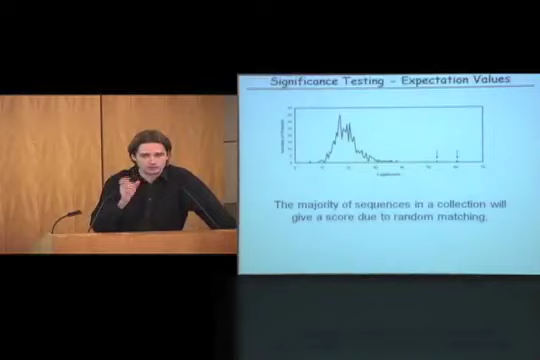 Significance Testing – Expectation Values
The majority of sequences in a collection will
give a score due to random matching.